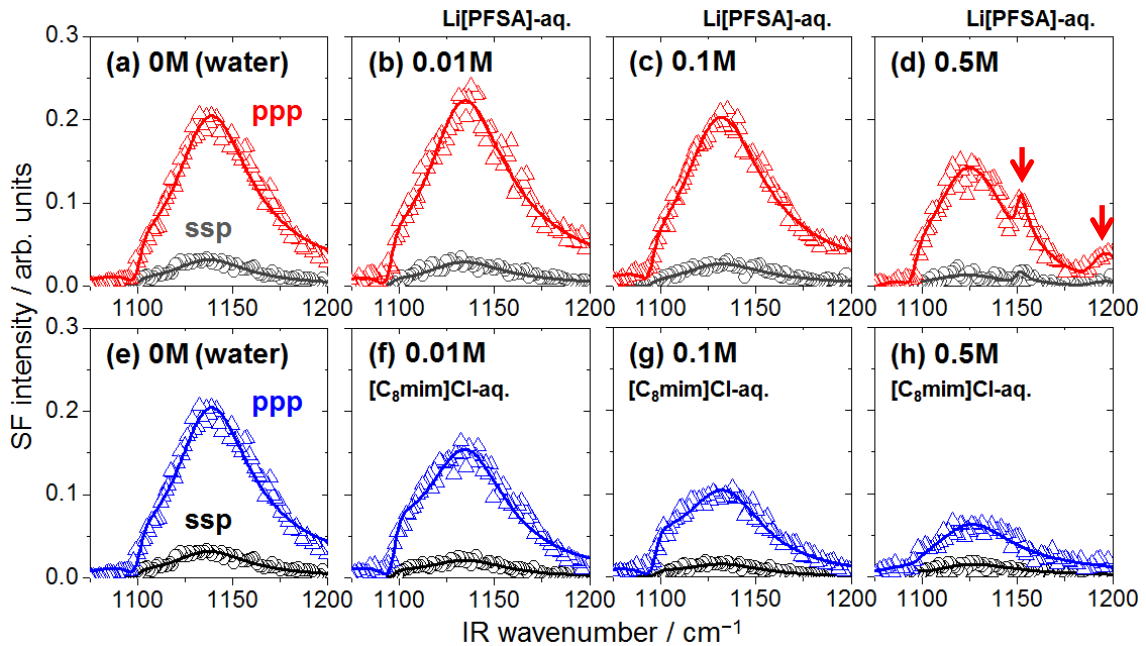 Li[PFSA]-aq. Li[PFSA]-aq. Li[PFSA]-aq.
0.3 (a) 0M (water) (b) 0.01M (c) 0.1M (d) 0.5M
ppp
0.2
0.1
ssp
0.0
1100 1150 1200 1100 1150 1200 1100 1150 1200 1100 1150 1200
SF intensity / arb. units
0.3 (e) 0M (water) (f) 0.01M (g) 0.1M (h) 0.5M
[C₈mim]Cl-aq. [C₈mim]Cl-aq. [C₈mim]Cl-aq.
ppp
0.2
0.1
ssp
0.0
1100 1150 1200 1100 1150 1200 1100 1150 1200 1100 1150 1200
IR wavenumber / cm⁻¹